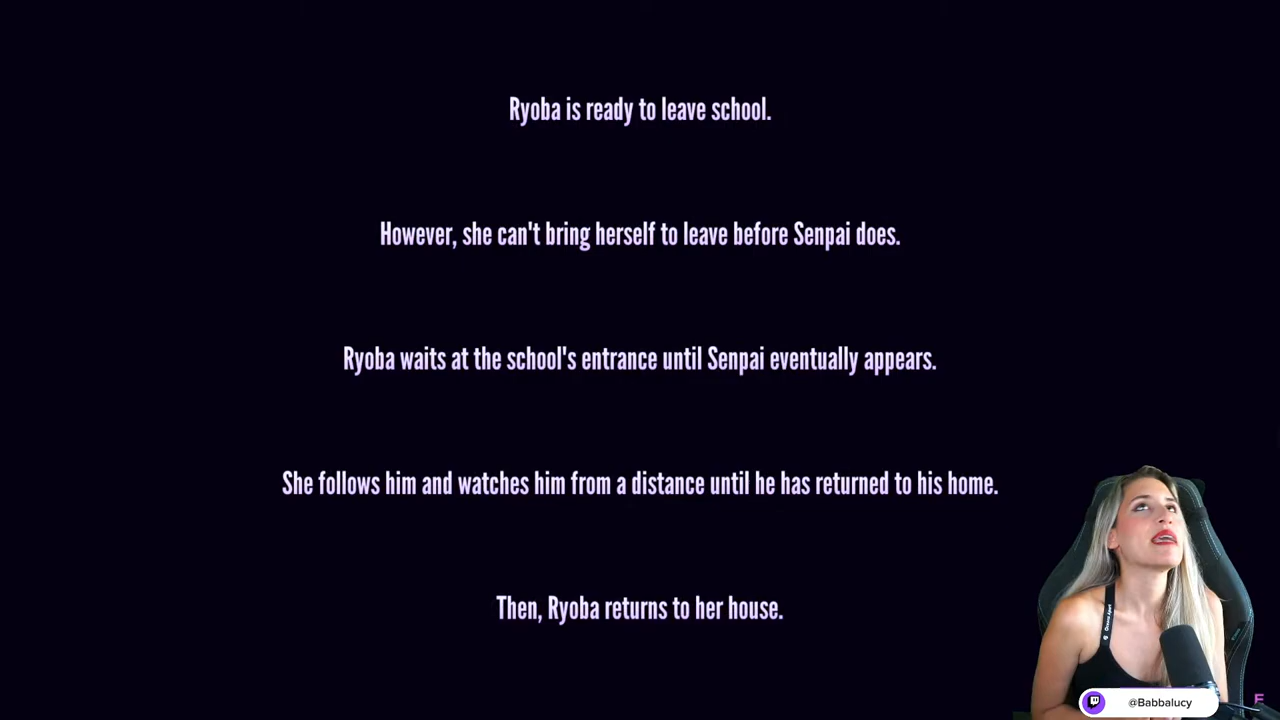 Ryoba is ready to leave school.
However, she can't bring herself to leave before Senpai does.
Ryoba waits at the school's entrance until Senpai eventually appears.
She follows him and watches him from a distance until he has returned to his home.
Then, Ryoba returns to her house.
@Babbalucy
E